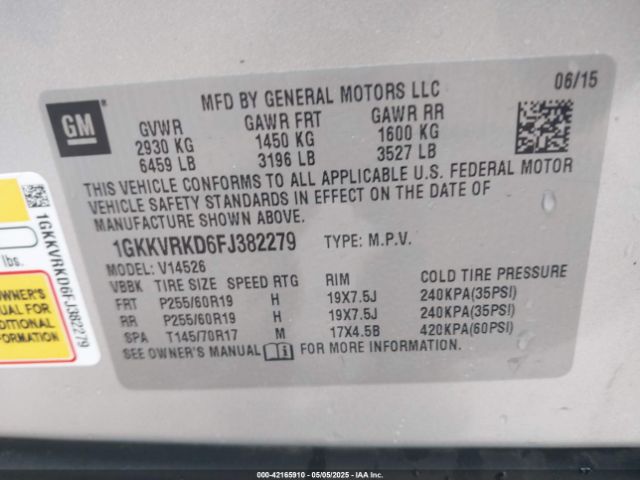 MFD BY GENERAL MOTORS LLC
06/15
GM
GVWR GAWR FRT GAWR RR
2930 KG 1450 KG 1600 KG
6459 LB 3196 LB 3527 LB
THIS VEHICLE CONFORMS TO ALL APPLICABLE U.S. FEDERAL MOTOR
VEHICLE SAFETY STANDARDS IN EFFECT ON THE DATE OF
MANUFACTURE SHOWN ABOVE.
1GKKVRKD6FJ382279 TYPE: M.P.V.
MODEL: V14526
VBBK TIRE SIZE SPEED RTG RIM COLD TIRE PRESSURE
FRT P255/60R19 H 19X7.5J 240KPA(35PSI)
RR P255/60R19 H 19X7.5J 240KPA(35PSI)
SPA T145/70R17 M 17X4.5B 420KPA(60PSI)
SEE OWNER'S MANUAL FOR MORE INFORMATION.
1GKKVRKD6FJ382279
lbs.
OWNER'S
MANUAL FOR
ADDITIONAL
INFORMATION
000-42165910 - 05/05/2025 - IAA Inc.